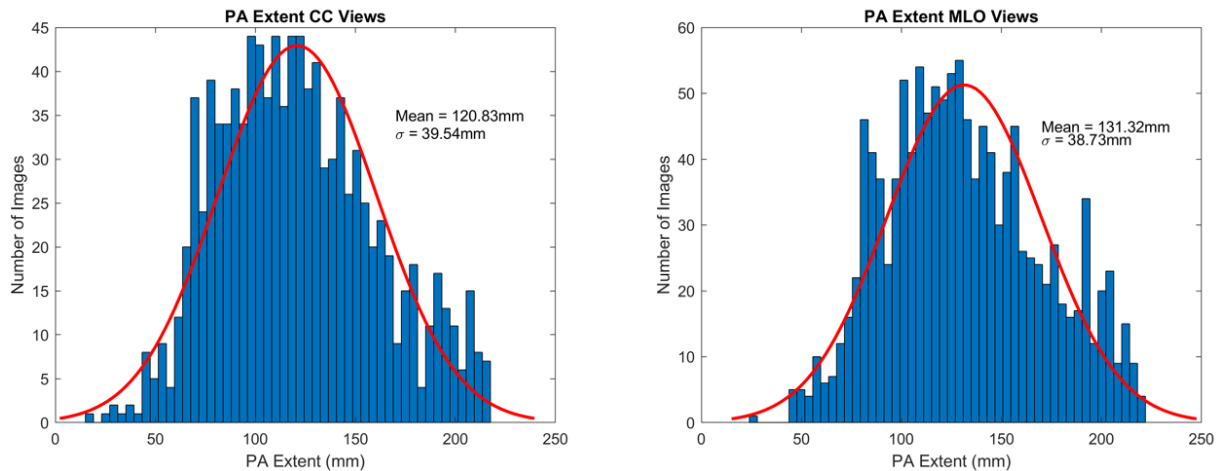 PA Extent CC Views
45
40
35
30
25
20
15
10
5
0
Number of Images
Mean = 120.83mm
σ = 39.54mm
0 50 100 150 200 250
PA Extent (mm)
PA Extent MLO Views
60
50
40
30
20
10
0
Number of Images
Mean = 131.32mm
σ = 38.73mm
0 50 100 150 200 250
PA Extent (mm)